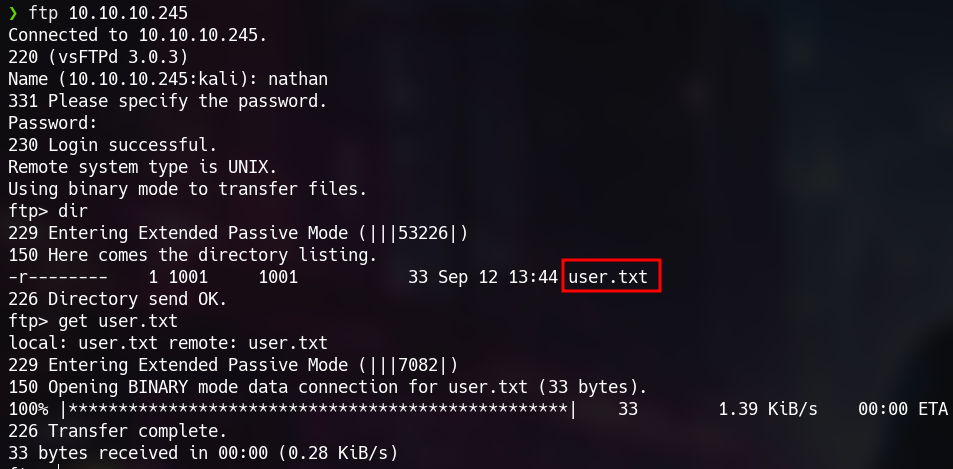 ❯ ftp 10.10.10.245
Connected to 10.10.10.245.
220 (vsFTPd 3.0.3)
Name (10.10.10.245:kali): nathan
331 Please specify the password.
Password:
230 Login successful.
Remote system type is UNIX.
Using binary mode to transfer files.
ftp> dir
229 Entering Extended Passive Mode (|||53226|)
150 Here comes the directory listing.
-r--------    1 1001     1001           33 Sep 12 13:44 user.txt
226 Directory send OK.
ftp> get user.txt
local: user.txt remote: user.txt
229 Entering Extended Passive Mode (|||7082|)
150 Opening BINARY mode data connection for user.txt (33 bytes).
100% |**************************************************|    33        1.39 KiB/s    00:00 ETA
226 Transfer complete.
33 bytes received in 00:00 (0.28 KiB/s)
ftp>